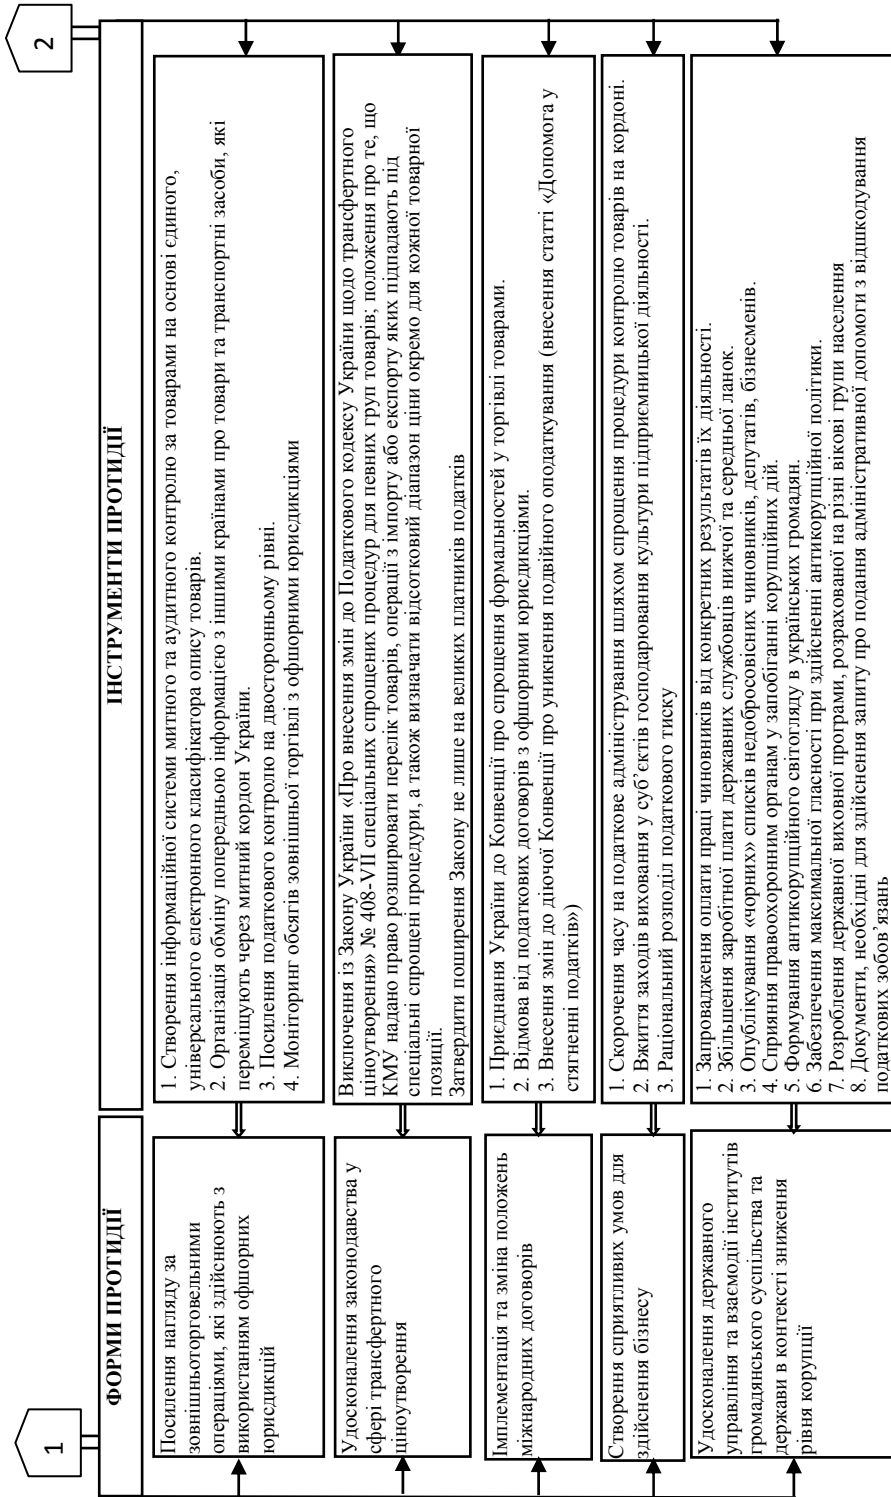 1
2
ФОРМИ ПРОТИДІЇ
ІНСТРУМЕНТИ ПРОТИДІЇ
Посилення нагляду за
зовнішньоторговельними
операціями, які здійснюють з
використанням офшорних
юрисдикцій
1. Створення інформаційної системи митного та аудитного контролю за товарами на основі єдиного,
універсального електронного класифікатора опису товарів.
2. Організація обміну попередньою інформацією з іншими країнами про товари та транспортні засоби, які
переміщують через митний кордон України.
3. Посилення податкового контролю на двосторонньому рівні.
4. Моніторинг обсягів зовнішньої торгівлі з офшорними юрисдикціями
Удосконалення законодавства у
сфері трансфертного
ціноутворення
Виключення із Закону України «Про внесення змін до Податкового кодексу України щодо трансфертного
ціноутворення» № 408-VII спеціальних спрощених процедур для певних груп товарів; положення про те, що
КМУ надано право розширювати перелік товарів, операції з імпорту або експорту яких підпадають під
спеціальні спрощені процедури, а також визначати відсотковий діапазон ціни окремо для кожної товарної
позиції.
Затвердити поширення Закону не лише на великих платників податків
Імплементація та зміна положень
міжнародних договорів
1. Приєднання України до Конвенції про спрощення формальностей у торгівлі товарами.
2. Відмова від податкових договорів з офшорними юрисдикціями.
3. Внесення змін до діючої Конвенції про уникнення подвійного оподаткування (внесення статті «Допомога у
стягненні податків»)
Створення сприятливих умов для
здійснення бізнесу
1. Скорочення часу на податкове адміністрування шляхом спрощення процедури контролю товарів на кордоні.
2. Вжиття заходів виховання у суб’єктів господарювання культури підприємницької діяльності.
3. Раціональний розподіл податкового тиску
Удосконалення державного
управління та взаємодії інститутів
громадянського суспільства та
держави в контексті зниження
рівня корупції
1. Запровадження оплати праці чиновників від конкретних результатів їх діяльності.
2. Збільшення заробітної плати державних службовців нижчої та середньої ланок.
3. Опублікування «чорних» списків недобросовісних чиновників, депутатів, бізнесменів.
4. Сприяння правоохоронним органам у запобіганні корупційних дій.
5. Формування антикорупційного світогляду в українських громадян.
6. Забезпечення максимальної гласності при здійсненні антикорупційної політики.
7. Розроблення державної виховної програми, розрахованої на різні вікові групи населення
8. Документи, необхідні для здійснення запиту про подання адміністративної допомоги з відшкодування
податкових зобов’язань